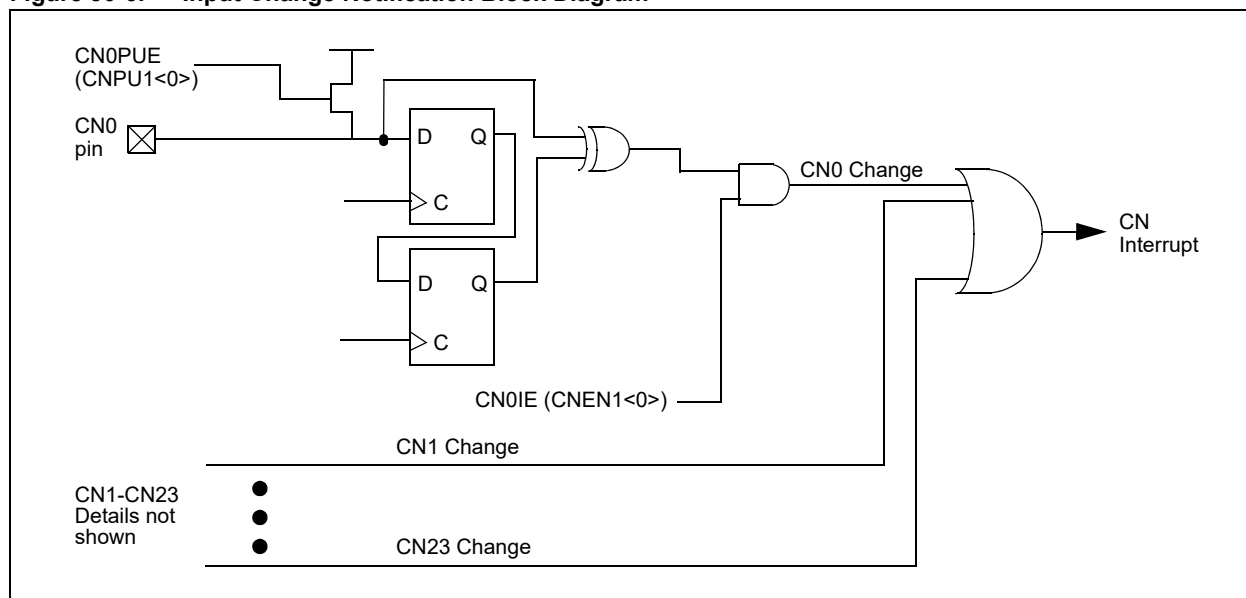 CN0PUE
(CNPU1<0>)
CN0
pin
D Q
C
D Q
C
CN0 Change
CN
Interrupt
CN0IE (CNEN1<0>)
CN1 Change
CN1-CN23
Details not
shown
CN23 Change